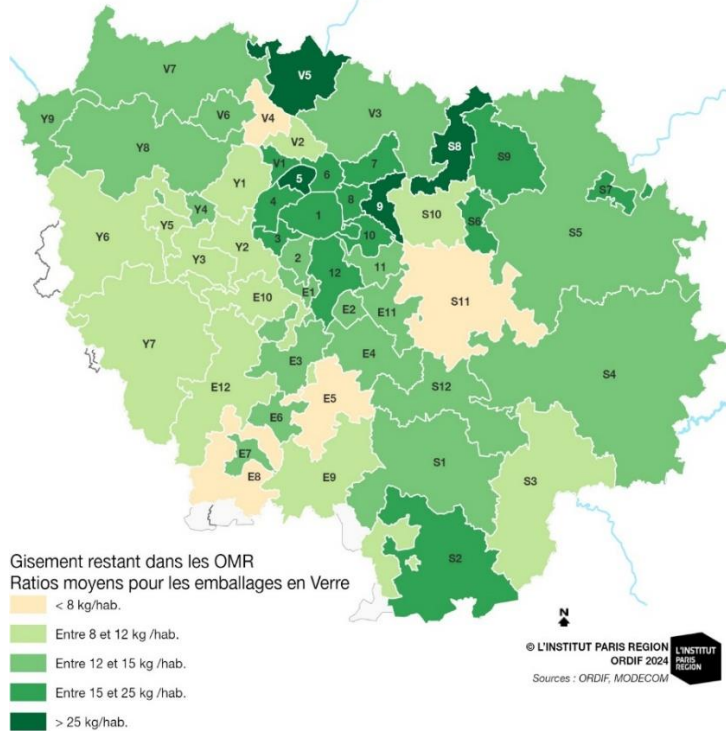 V5
V7
V6
V4
V3
Y9
Y8
V2
S8
S9
V1
7
5
6
Y1
4
8
9
S7
1
Y4
S10
S6
3
10
Y5
Y6
Y2
S5
Y3
2
12
11
E1
E10
S11
E2
E11
Y7
E3
E4
E12
S12
S4
E5
E6
E7
S1
E8
E9
S3
S2
Gisement restant dans les OMR
Ratios moyens pour les emballages en Verre
< 8 kg/hab.
Entre 8 et 12 kg /hab.
Entre 12 et 15 kg /hab.
Entre 15 et 25 kg /hab.
> 25 kg/hab.
N
© L'INSTITUT PARIS REGION
ORDIF 2024
Sources : ORDIF, MODECOM
L'INSTITUT
PARIS
REGION